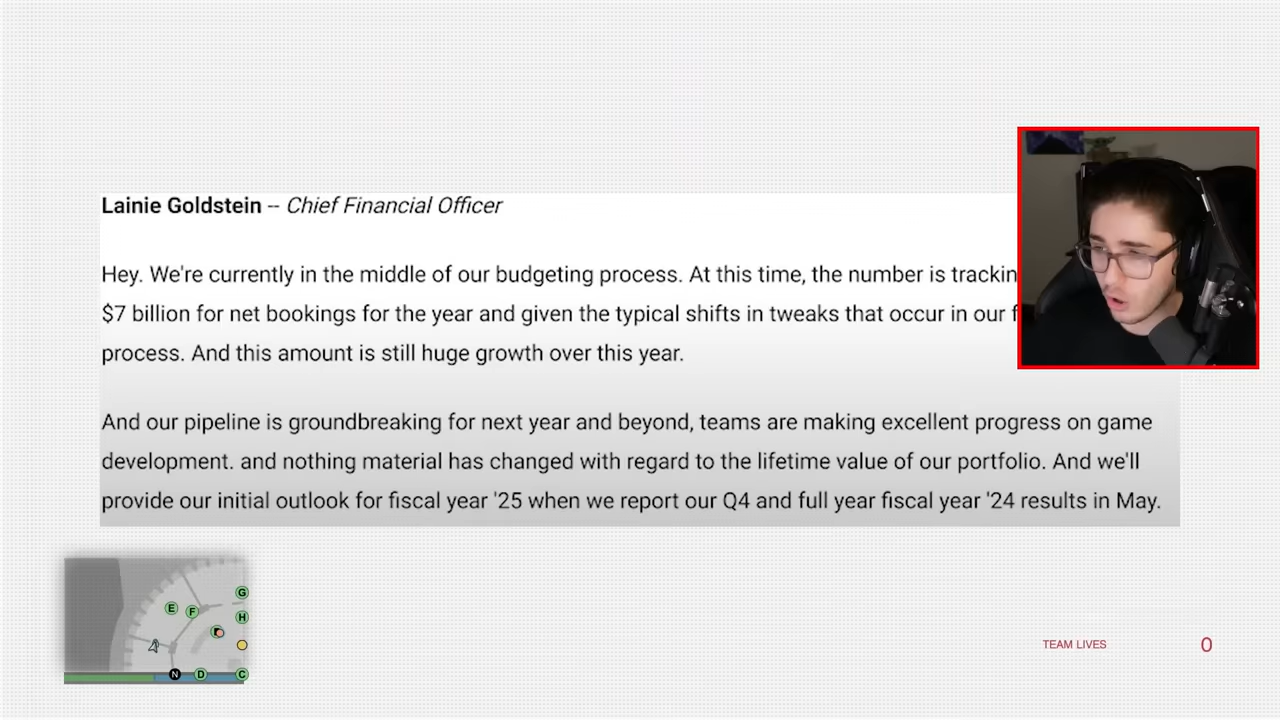 Lainie Goldstein -- Chief Financial Officer
Hey. We're currently in the middle of our budgeting process. At this time, the number is
$7 billion for net bookings for the year and given the typical shifts in tweaks that occur in our
process. And this amount is still huge growth over this year.
And our pipeline is groundbreaking for next year and beyond, teams are making excellent progress on game
development. and nothing material has changed with regard to the lifetime value of our portfolio. And we'll
provide our initial outlook for fiscal year '25 when we report our Q4 and full year fiscal year '24 results in May.
G
E F H
N D C
TEAM LIVES 0